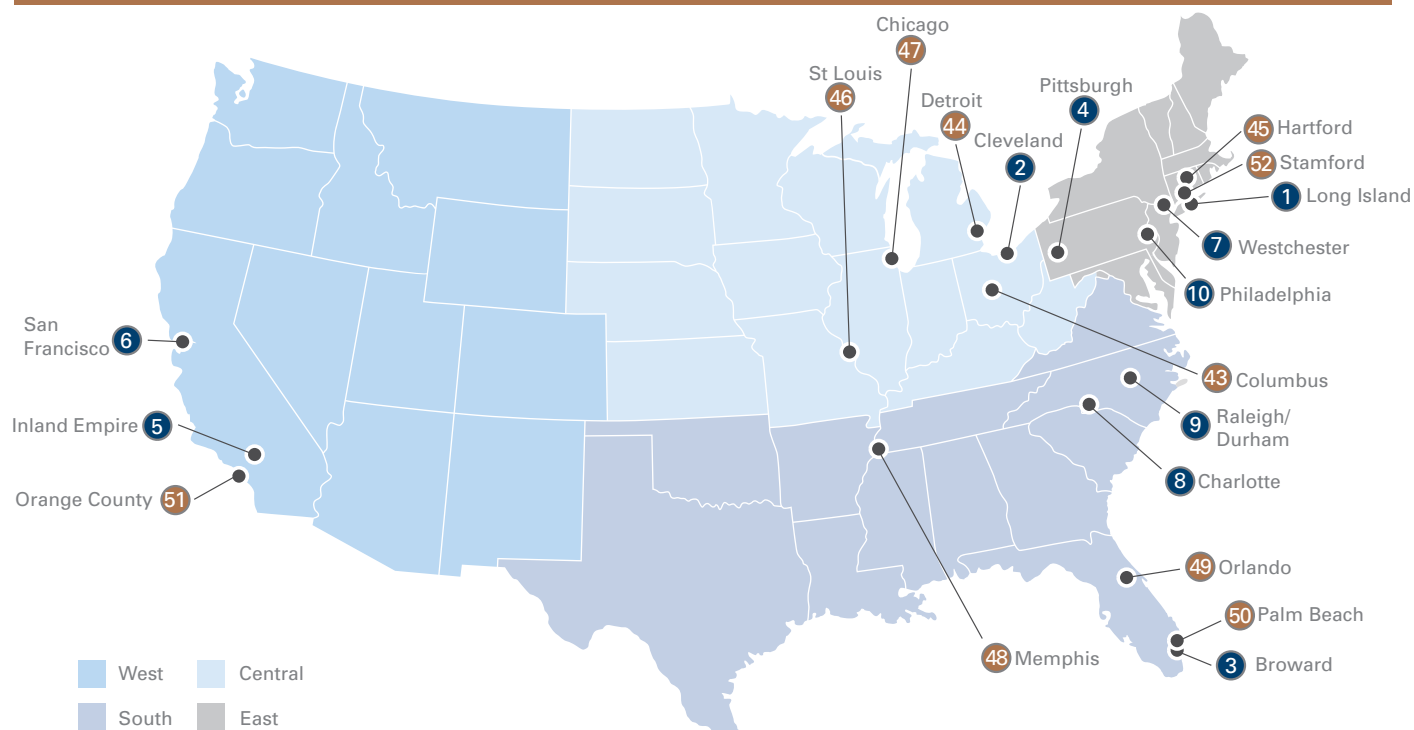 Chicago
47
St Louis
46
Detroit
44
Cleveland
2
Pittsburgh
4
45 Hartford
52 Stamford
1 Long Island
7 Westchester
10 Philadelphia
San
Francisco 6
43 Columbus
Inland Empire 5
9 Raleigh/
Durham
Orange County 51
8 Charlotte
49 Orlando
50 Palm Beach
48 Memphis
3 Broward
West
Central
South
East